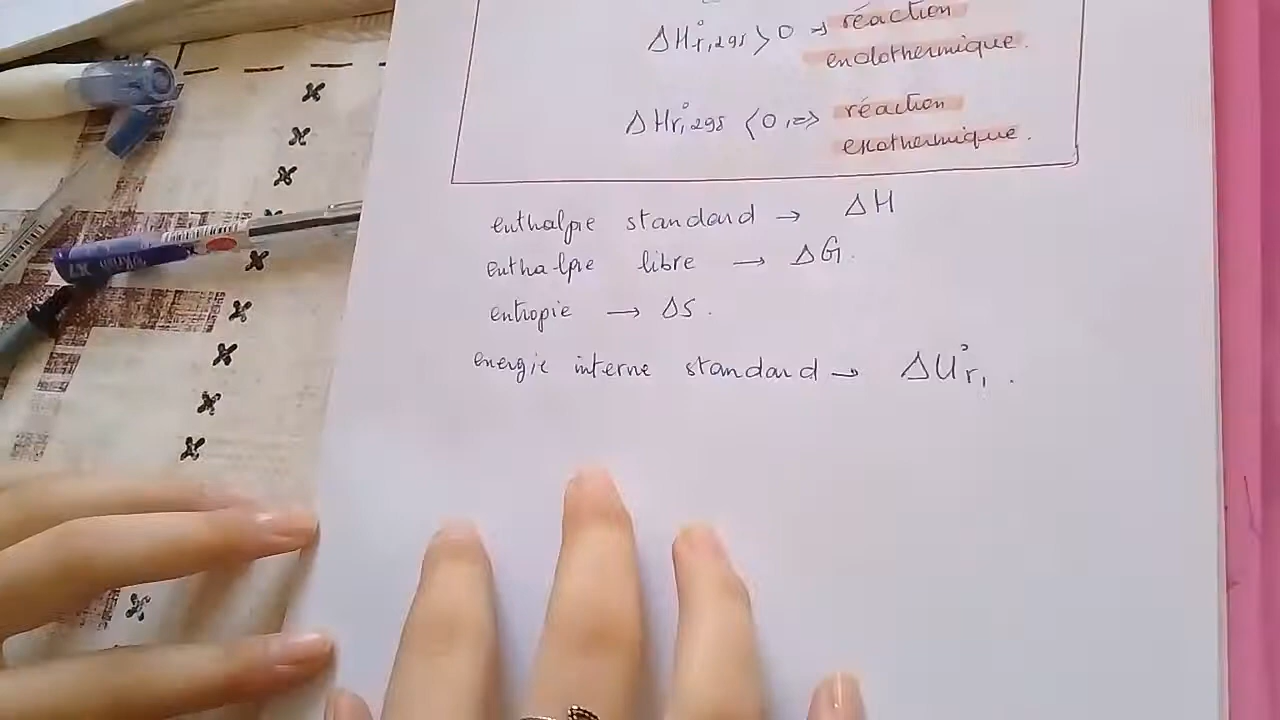 ΔH°r,298 > 0 → réaction
endothermique.
ΔH°r,298 < 0 ,=> réaction
exothermique.
enthalpie standard → ΔH
enthalpie libre → ΔG.
entropie → ΔS.
energie interne standard → ΔU°r, .